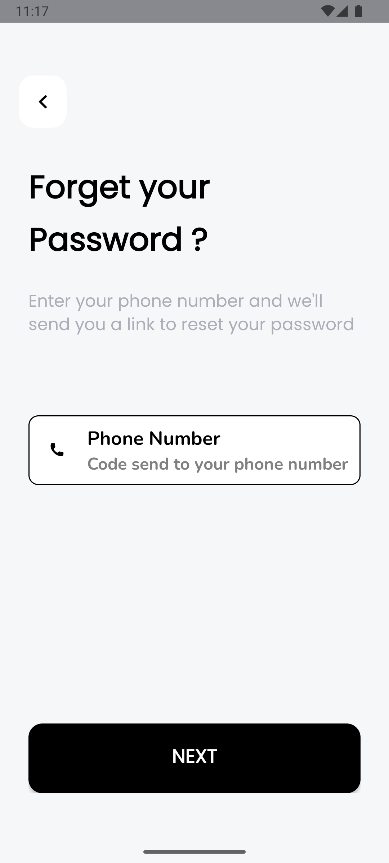 11:17
Forget your
Password ?
Enter your phone number and we'll
send you a link to reset your password
Phone Number
Code send to your phone number
NEXT